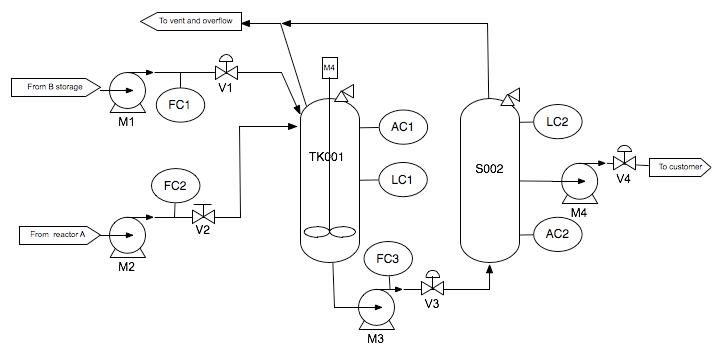 To vent and overflow
M4
From B storage
V1
FC1
M1
AC1
LC2
TK001
S002
To customer
LC1
V4
FC2
M4
From reactor A
V2
AC2
M2
FC3
V3
M3